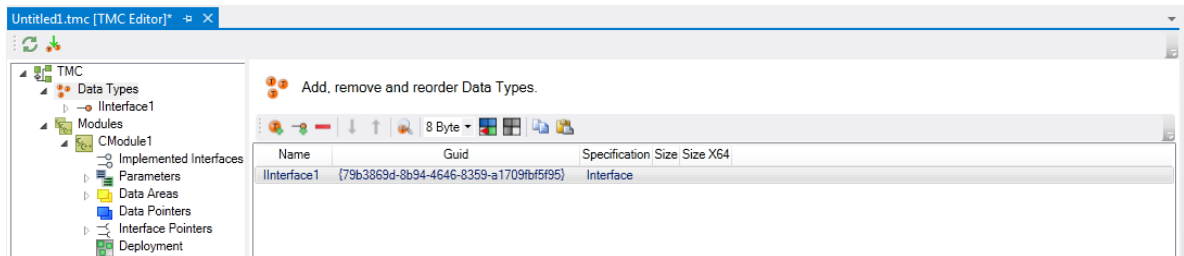 Untitled1.tmc [TMC Editor]*
TMC
Data Types
IInterface1
Modules
CModule1
Implemented Interfaces
Parameters
Data Areas
Data Pointers
Interface Pointers
Deployment
Add, remove and reorder Data Types.
8 Byte
Name Guid Specification Size Size X64
IInterface1 {79b3869d-8b94-4646-8359-a1709fbf5f95} Interface